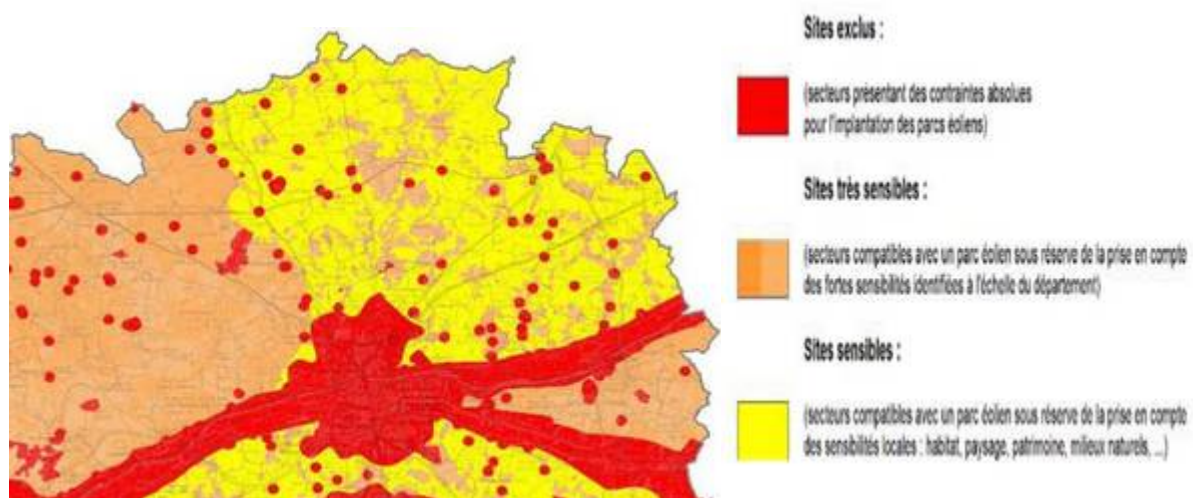 Sites exclus :
(secteurs présentant des contraintes absolues
pour l'implantation des parcs éoliens)
Sites très sensibles :
(secteurs compatibles avec un parc éolien sous réserve de la prise en compte
des fortes sensibilités identifiées à l'échelle du département)
Sites sensibles :
(secteurs compatibles avec un parc éolien sous réserve de la prise en compte
des sensibilités locales : habitat, paysage, patrimoine, milieux naturels, ...)